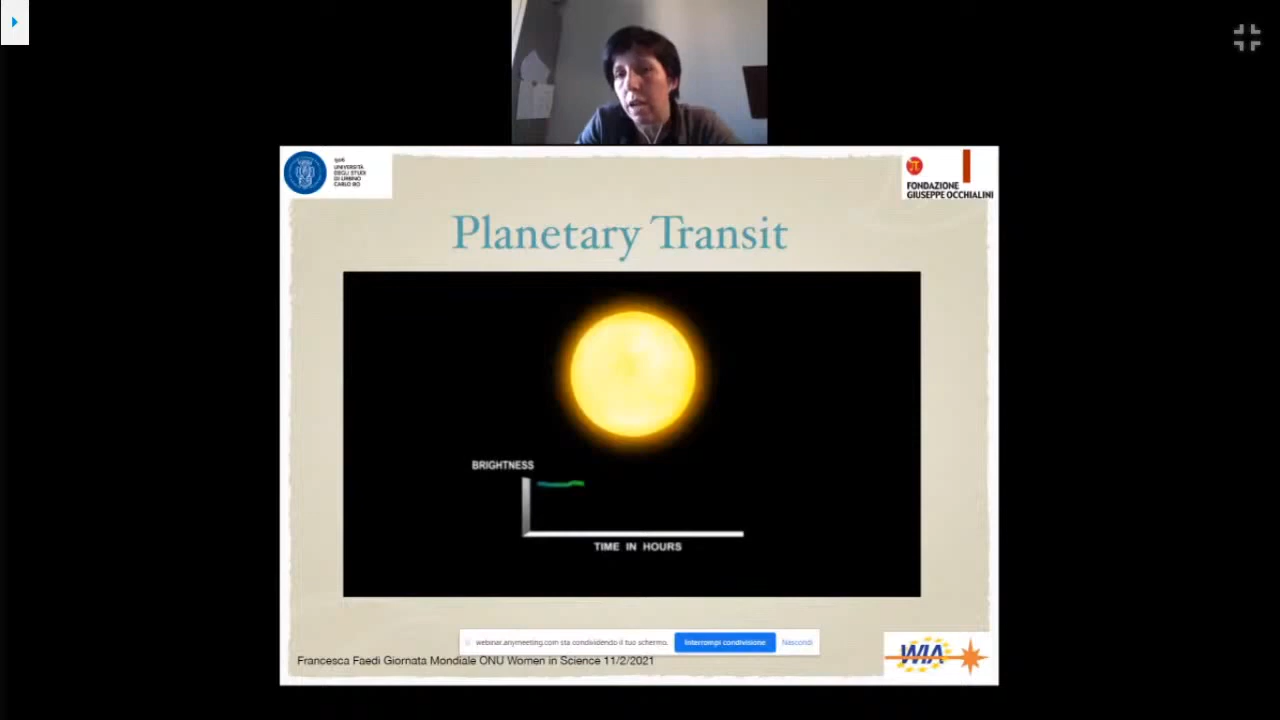 1506
UNIVERSITÀ
DEGLI STUDI
DI URBINO
CARLO BO
π
FONDAZIONE
GIUSEPPE OCCHIALINI
Planetary Transit
BRIGHTNESS
TIME IN HOURS
webinar.anymeeting.com sta condividendo il tuo schermo.
Interrompi condivisione
Nascondi
Francesca Faedi Giornata Mondiale ONU Women in Science 11/2/2021
WIA